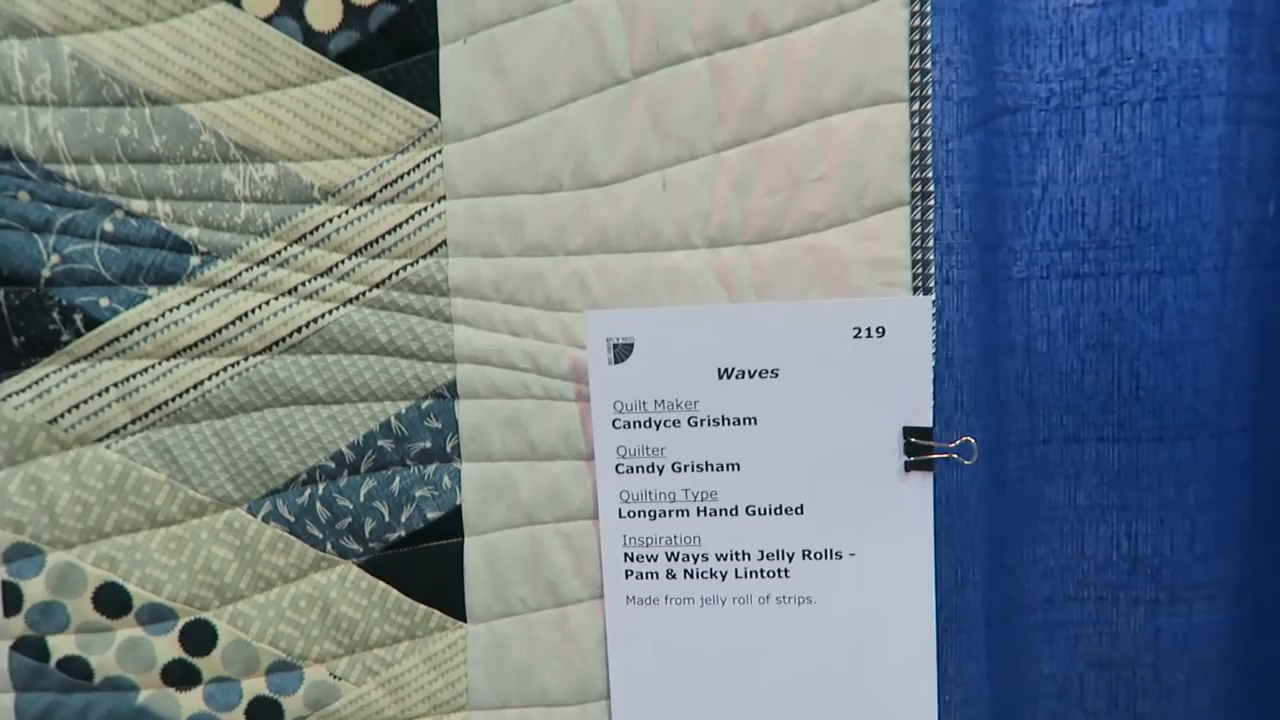 219
Waves
Quilt Maker
Candyce Grisham
Quilter
Candy Grisham
Quilting Type
Longarm Hand Guided
Inspiration
New Ways with Jelly Rolls -
Pam & Nicky Lintott
Made from jelly roll of strips.